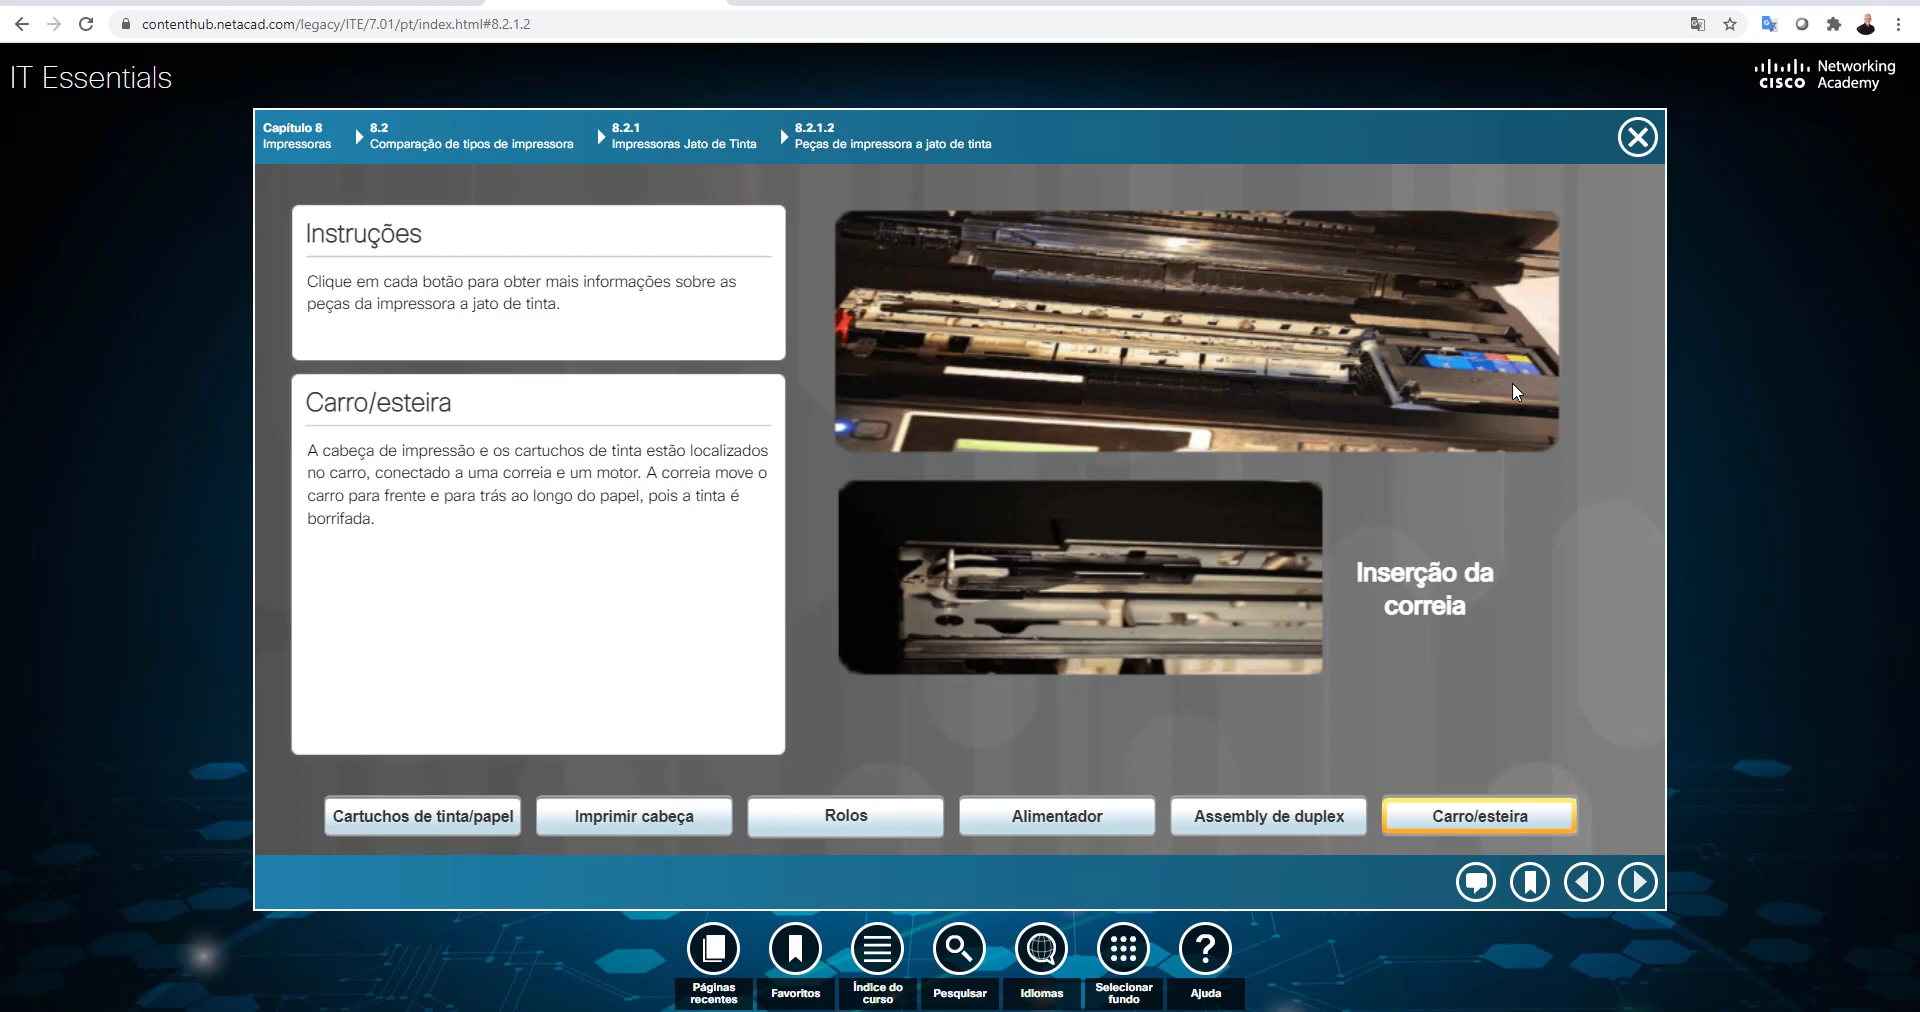 contenthub.netacad.com/legacy/ITE/7.01/pt/index.html#8.2.1.2
IT Essentials
CISCO Networking Academy
Capítulo 8
Impressoras
8.2
Comparação de tipos de impressora
8.2.1
Impressoras Jato de Tinta
8.2.1.2
Peças de impressora a jato de tinta
Instruções
Clique em cada botão para obter mais informações sobre as
peças da impressora a jato de tinta.
Carro/esteira
A cabeça de impressão e os cartuchos de tinta estão localizados
no carro, conectado a uma correia e um motor. A correia move o
carro para frente e para trás ao longo do papel, pois a tinta é
borrifada.
Inserção da
correia
Cartuchos de tinta/papel
Imprimir cabeça
Rolos
Alimentador
Assembly de duplex
Carro/esteira
Páginas
recentes
Favoritos
Índice do
curso
Pesquisar
Idiomas
Selecionar
fundo
Ajuda